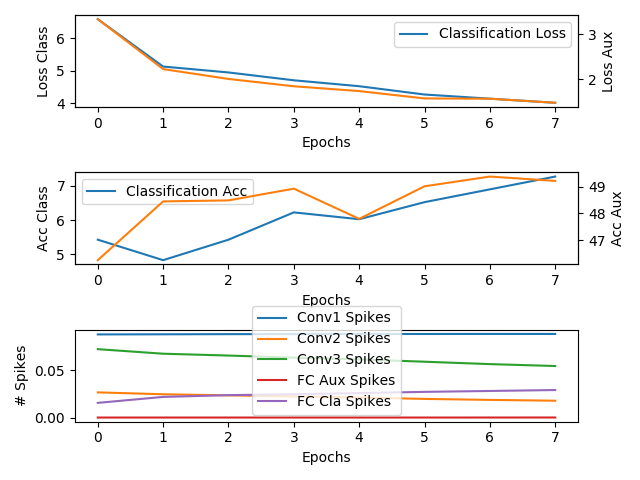 Loss Class
6
5
4
Classification Loss
3
2
Loss Aux
0 1 2 3 4 5 6 7
Epochs
Acc Class
7
6
5
Classification Acc
49
48
47
Acc Aux
0 1 2 3 4 5 6 7
Epochs
# Spikes
0.05
0.00
Conv1 Spikes
Conv2 Spikes
Conv3 Spikes
FC Aux Spikes
FC Cla Spikes
0 1 2 3 4 5 6 7
Epochs